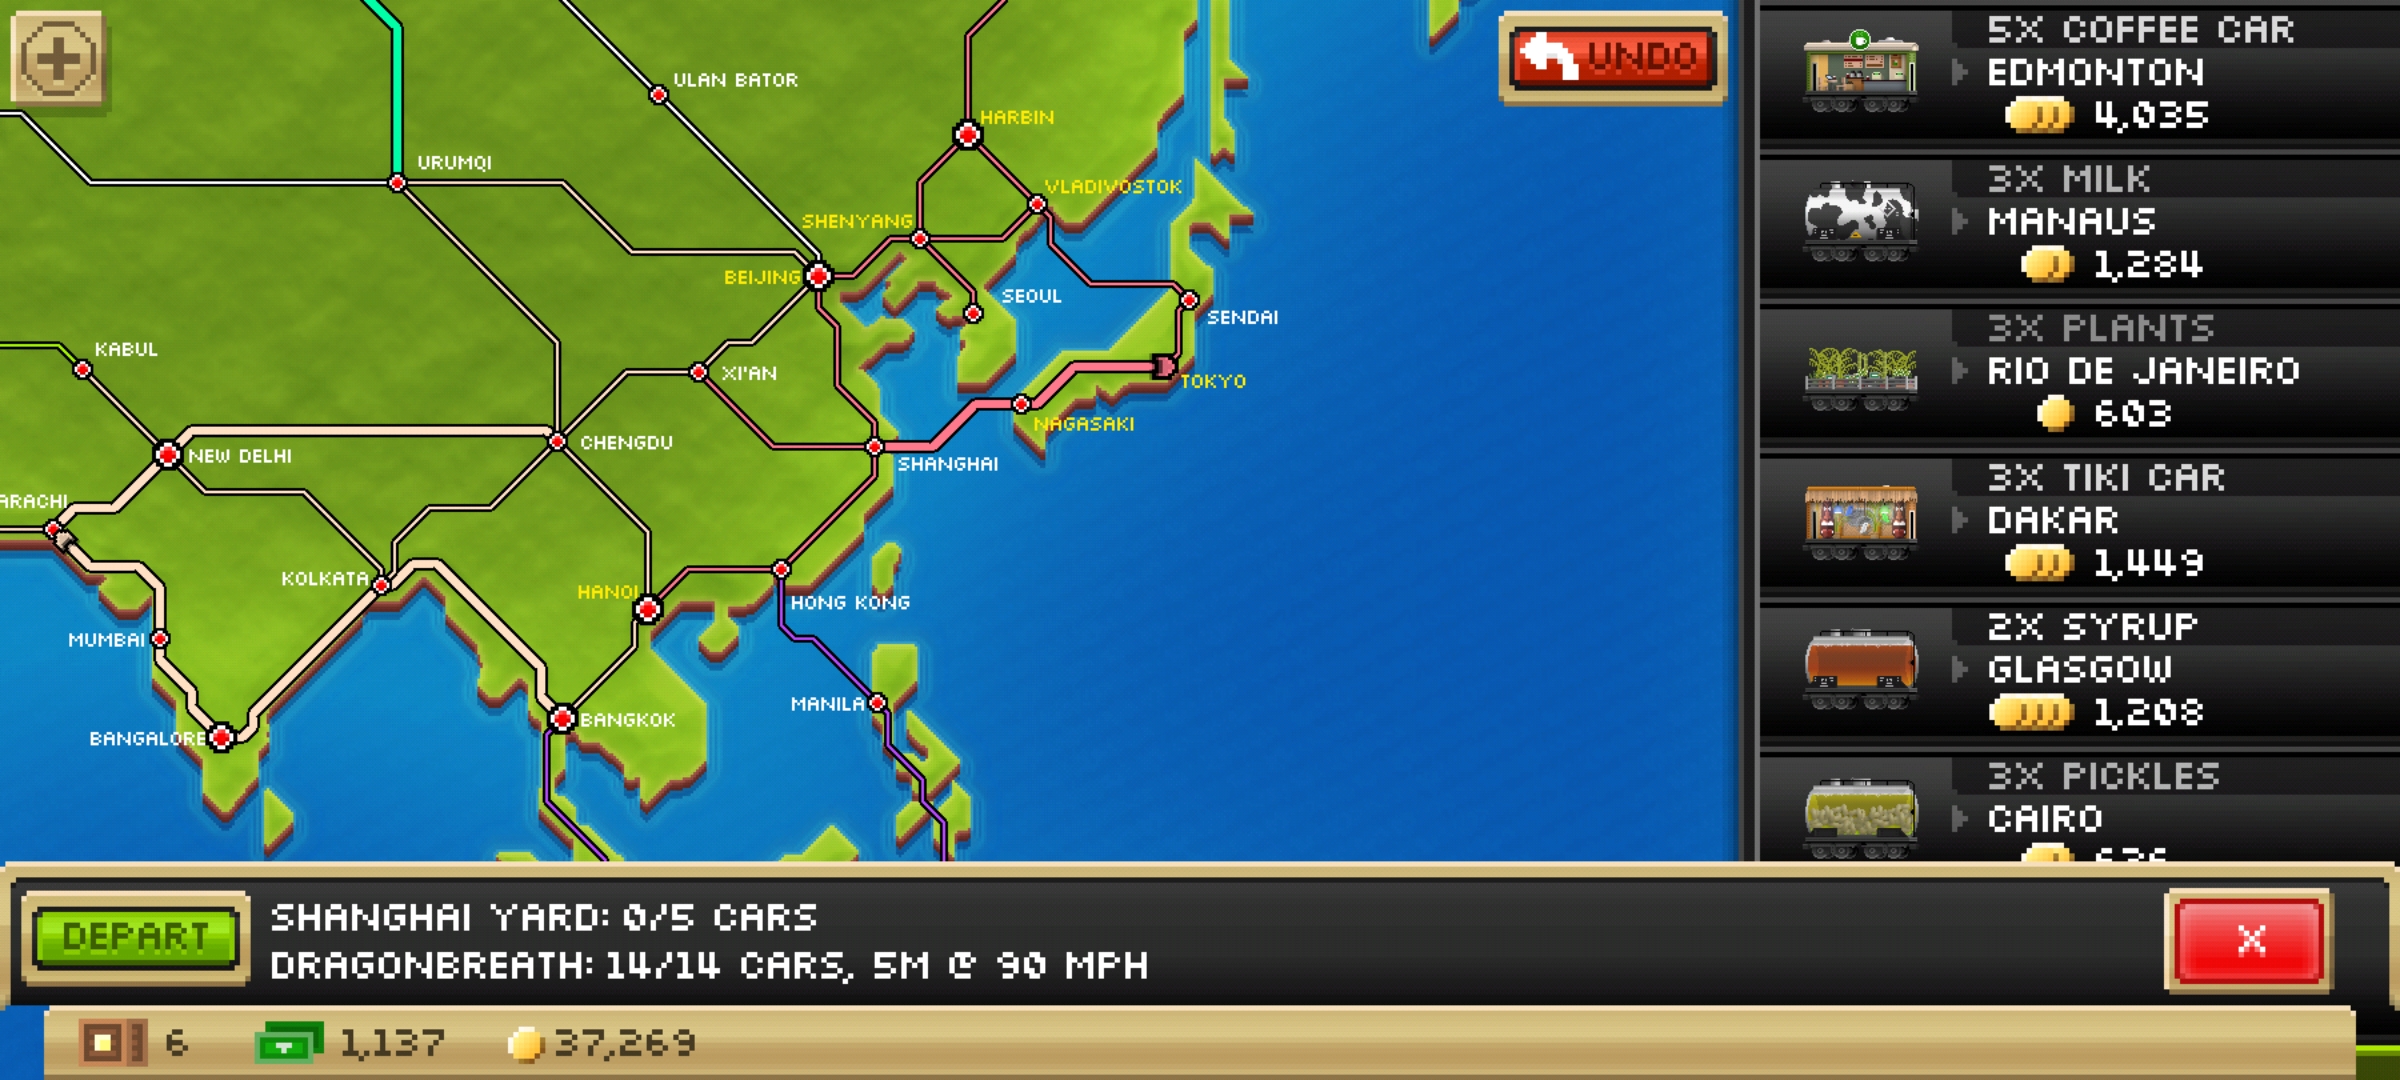 UNDO
ULAN BATOR
HARBIN
URUMQI
VLADIVOSTOK
SHENYANG
BEIJING
SEOUL
SENDAI
KABUL
XI'AN
TOKYO
NAGASAKI
CHENGDU
NEW DELHI
SHANGHAI
ARACHI
KOLKATA
HANOI
HONG KONG
MUMBAI
MANILA
BANGKOK
BANGALORE
5X COFFEE CAR
EDMONTON
4,035
3X MILK
MANAUS
1,284
3X PLANTS
RIO DE JANEIRO
603
3X TIKI CAR
DAKAR
1,449
2X SYRUP
GLASGOW
1,208
3X PICKLES
CAIRO
DEPART
SHANGHAI YARD: 0/5 CARS
DRAGONBREATH: 14/14 CARS, 5M @ 90 MPH
X
6
1,137
37,269